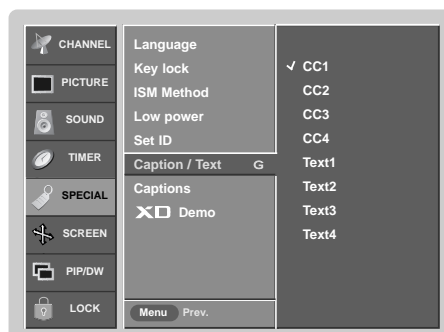 CHANNEL
PICTURE
SOUND
TIMER
SPECIAL
SCREEN
PIP/DW
LOCK
Language
Key lock
ISM Method
Low power
Set ID
Caption / Text G
Captions
XD Demo
Menu Prev.
✓ CC1
CC2
CC3
CC4
Text1
Text2
Text3
Text4